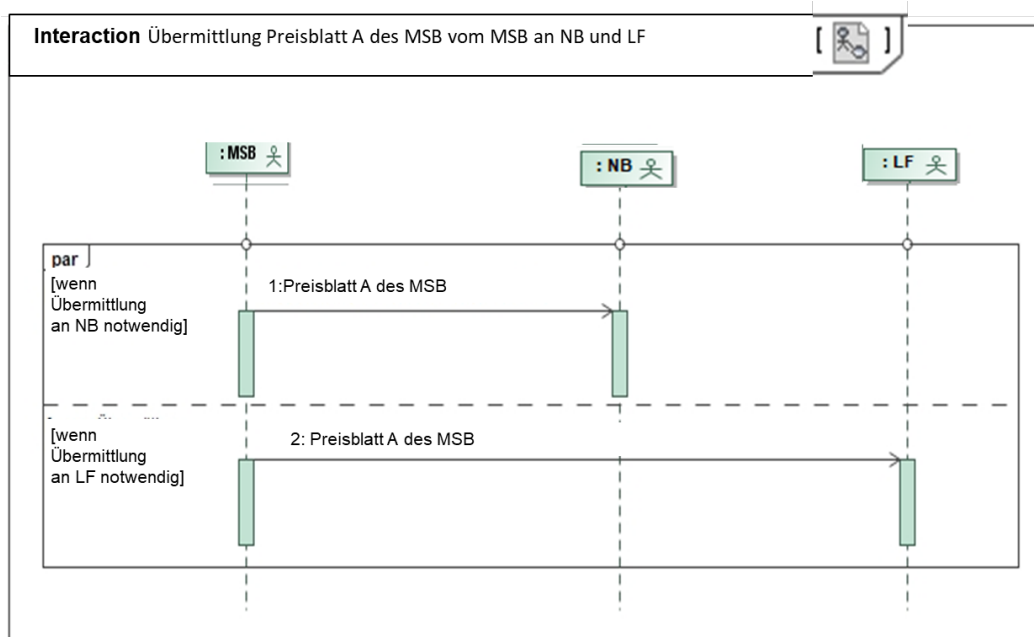 Interaction Übermittlung Preisblatt A des MSB vom MSB an NB und LF
[ ]
: MSB
: NB
: LF
par
[wenn
Übermittlung
an NB notwendig]
1:Preisblatt A des MSB
[wenn
Übermittlung
an LF notwendig]
2: Preisblatt A des MSB